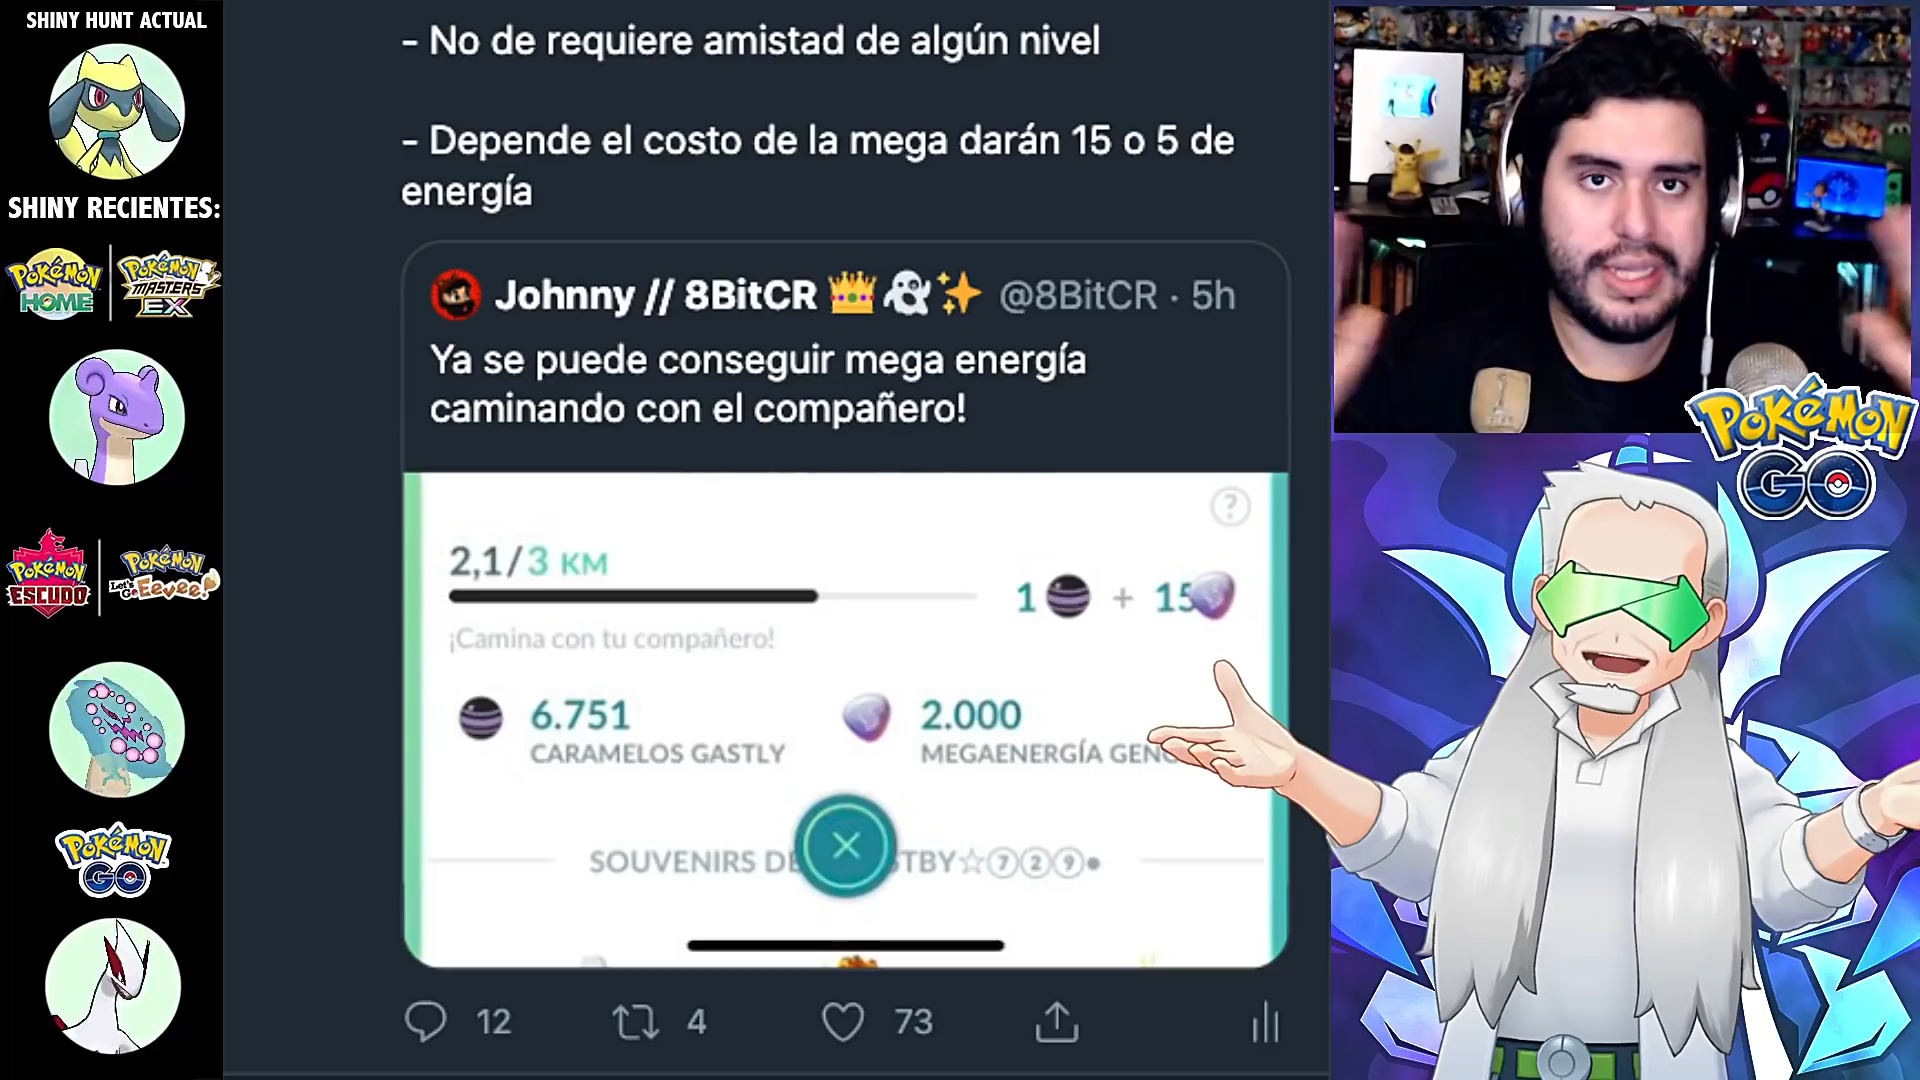 SHINY HUNT ACTUAL
SHINY RECIENTES:
POKéMON
HOME
POKéMON
MASTERS
EX
POKéMON
ESCUDO
POKéMON
Let's Go Eevee!
POKéMON
GO
- No de requiere amistad de algún nivel
- Depende el costo de la mega darán 15 o 5 de
energía
Johnny // 8BitCR 👑👻✨ @8BitCR · 5h
Ya se puede conseguir mega energía
caminando con el compañero!
?
2,1/3 KM
1 + 15
¡Camina con tu compañero!
6.751
CARAMELOS GASTLY
2.000
MEGAENERGÍA GEN
SOUVENIRS DE STBY☆⑦②⑨●
12
4
73
POKéMON
GO